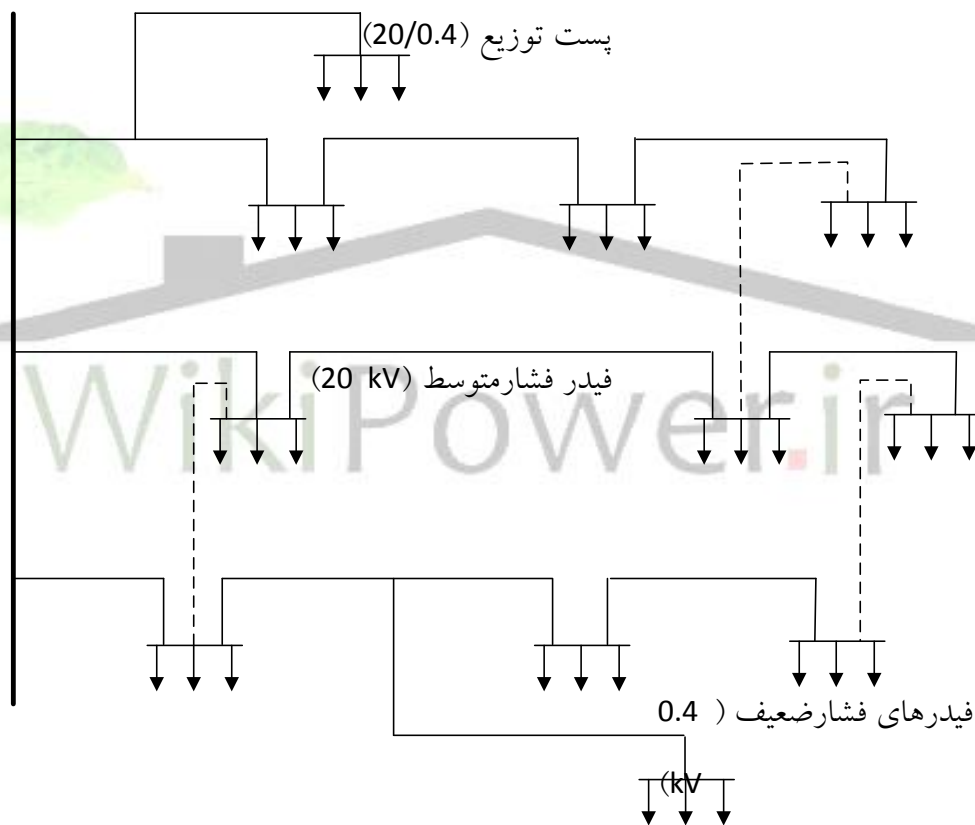 پست توزیع (20/0.4)
فیدر فشارمتوسط (20 kV)
WikiPower.ir
فیدرهای فشارضعیف ( 0.4
kV)